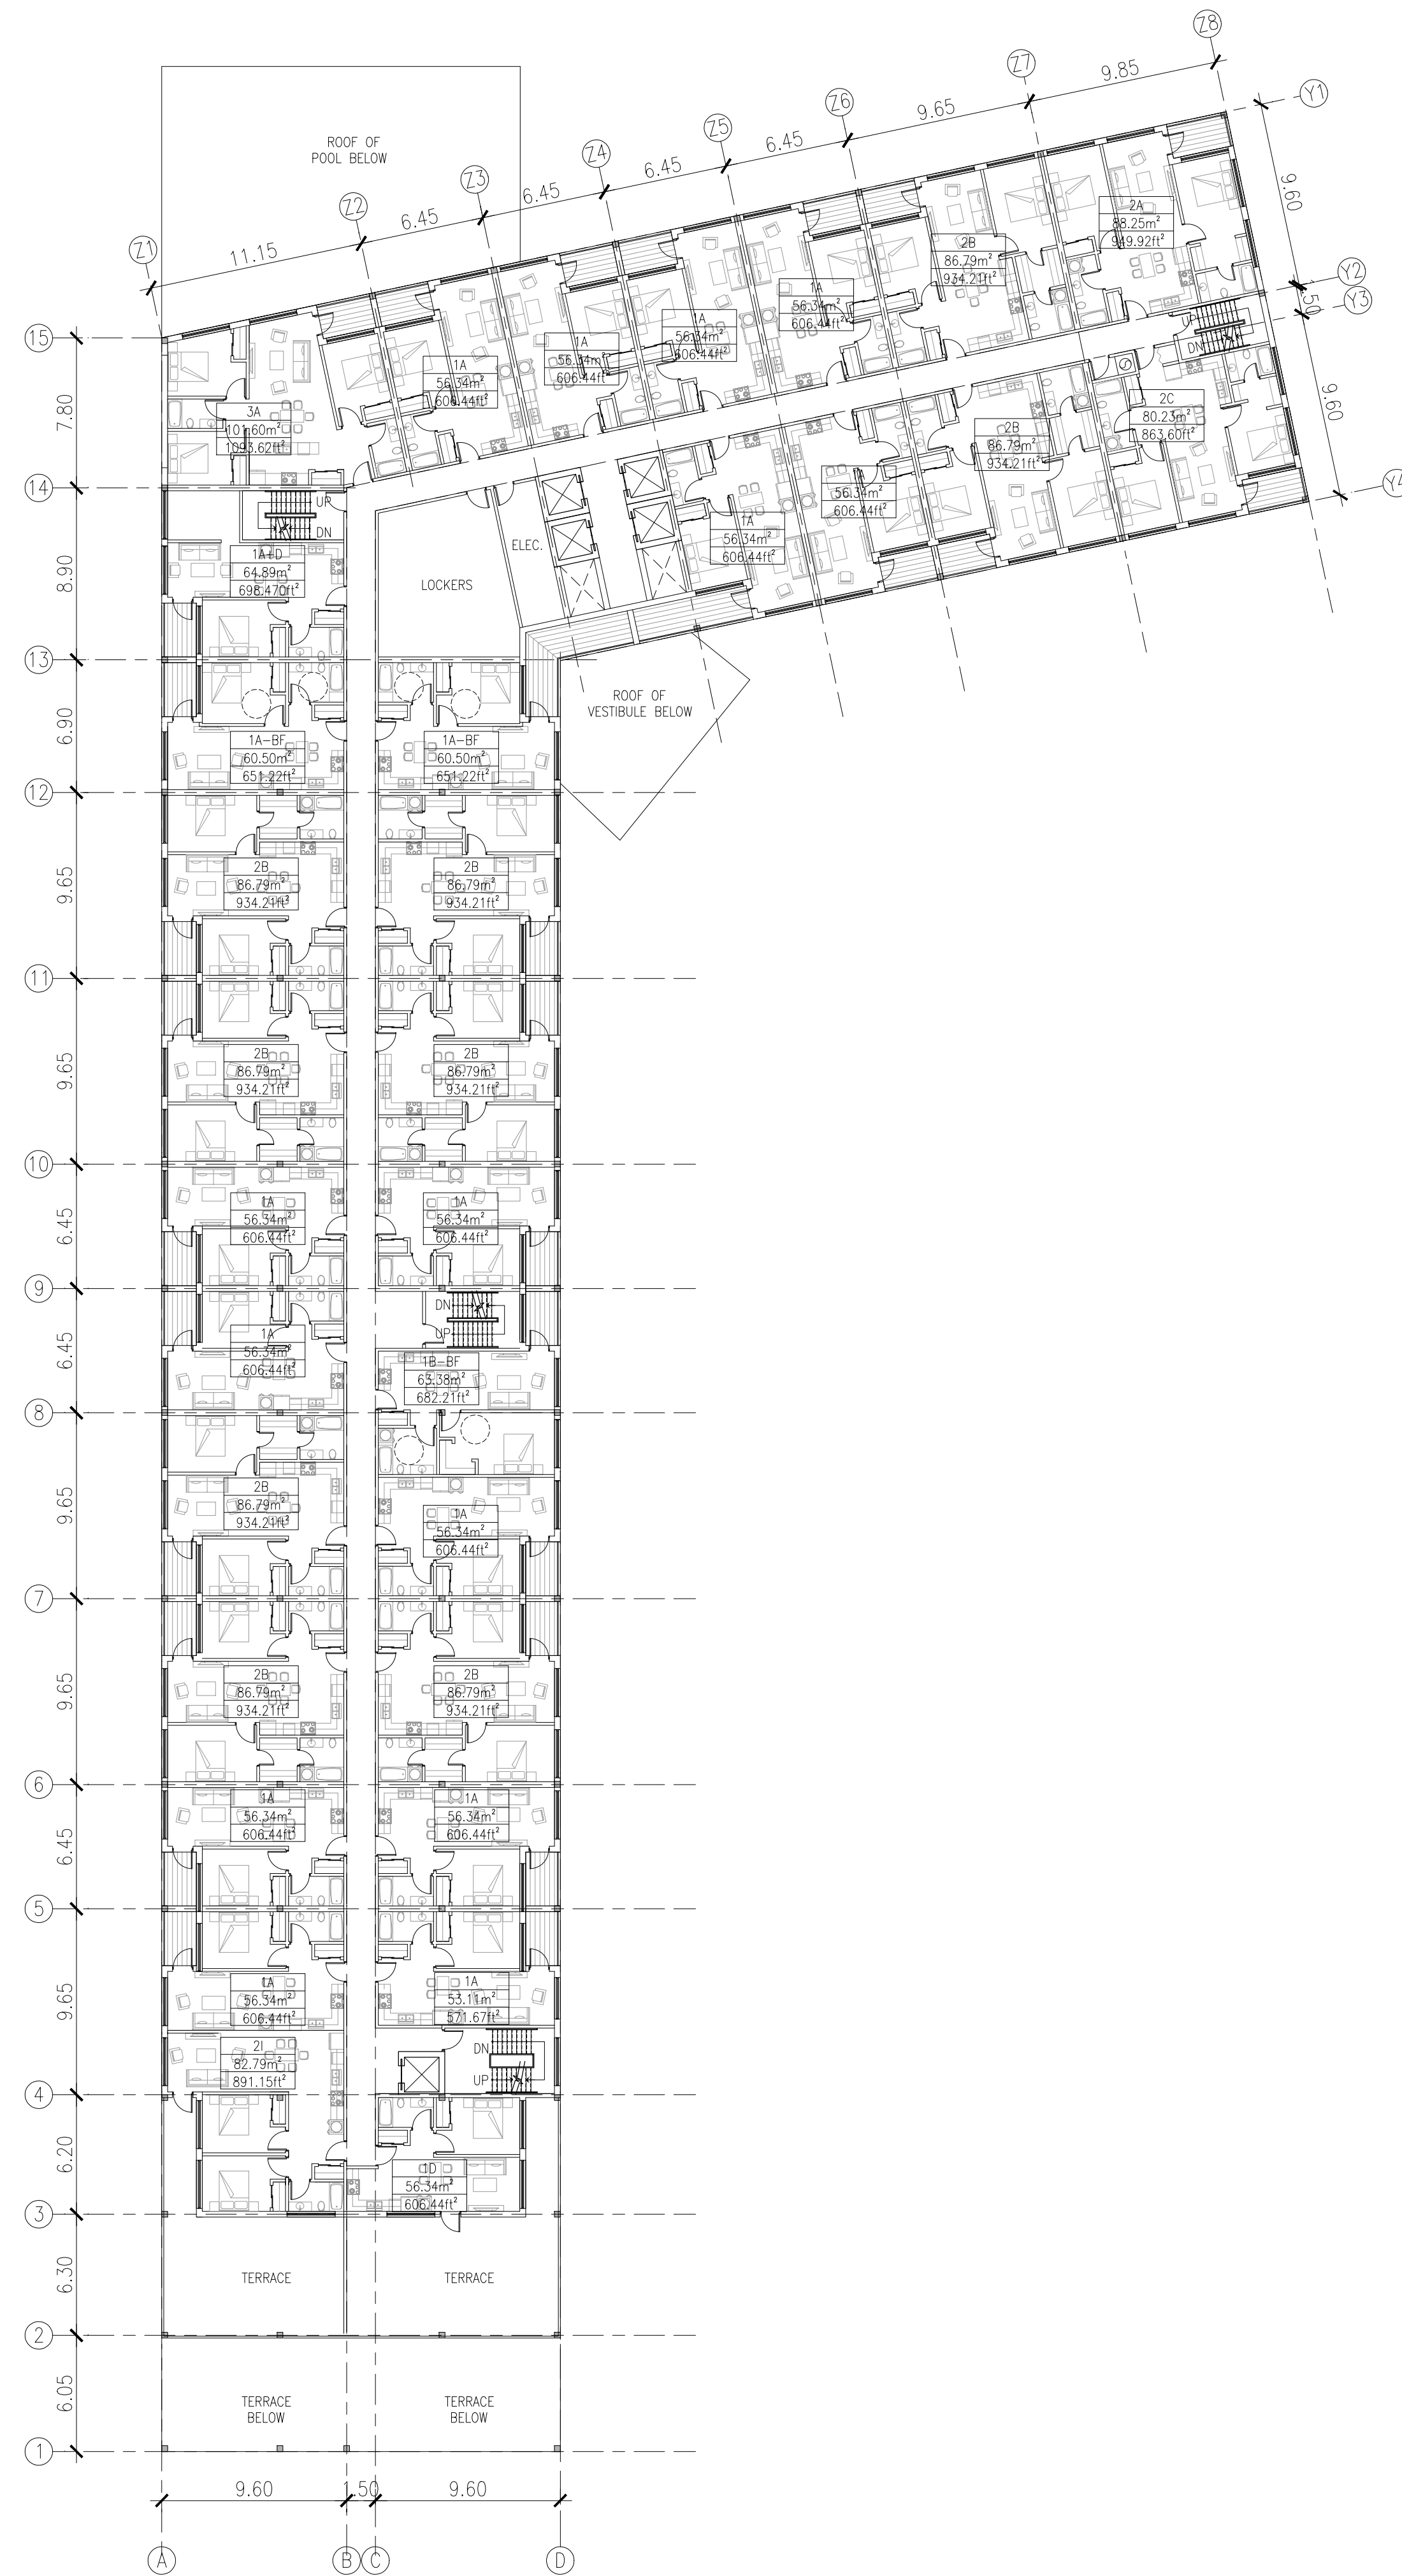 Z8
Z7
9.85
Y1
Z6
9.65
Z5
6.45
ROOF OF
POOL BELOW
Z4
6.45
Z3
6.45
Z2
6.45
Z1
11.15
9.60
2A
88.25m²
949.92ft²
2B
86.79m²
934.21ft²
Y2
1.50
Y3
1A
56.34m²
606.44ft²
1A
56.34m²
606.44ft²
1A
56.34m²
606.44ft²
1A
56.34m²
606.44ft²
UP
DN
15
7.80
3A
101.60m²
1093.62ft²
2C
80.23m²
863.60ft²
9.60
2B
86.79m²
934.21ft²
1A
56.34m²
606.44ft²
1A
56.34m²
606.44ft²
Y4
14
UP
DN
ELEC.
8.90
1A+D
64.89m²
698.470ft²
LOCKERS
13
ROOF OF
VESTIBULE BELOW
6.90
1A-BF
60.50m²
651.22ft²
1A-BF
60.50m²
651.22ft²
12
9.65
2B
86.79m²
934.21ft²
2B
86.79m²
934.21ft²
11
9.65
2B
86.79m²
934.21ft²
2B
86.79m²
934.21ft²
10
6.45
1A
56.34m²
606.44ft²
1A
56.34m²
606.44ft²
9
6.45
DN
UP
1A
56.34m²
606.44ft²
1B-BF
63.38m²
682.21ft²
8
9.65
2B
86.79m²
934.21ft²
1A
56.34m²
606.44ft²
7
9.65
2B
86.79m²
934.21ft²
2B
86.79m²
934.21ft²
6
6.45
1A
56.34m²
606.44ft²
1A
56.34m²
606.44ft²
5
9.65
1A
56.34m²
606.44ft²
1A
53.11m²
571.67ft²
2I
82.79m²
891.15ft²
DN
UP
4
6.20
1D
56.34m²
606.44ft²
3
6.30
TERRACE
TERRACE
2
6.05
TERRACE
BELOW
TERRACE
BELOW
1
9.60
1.50
9.60
A
B
C
D